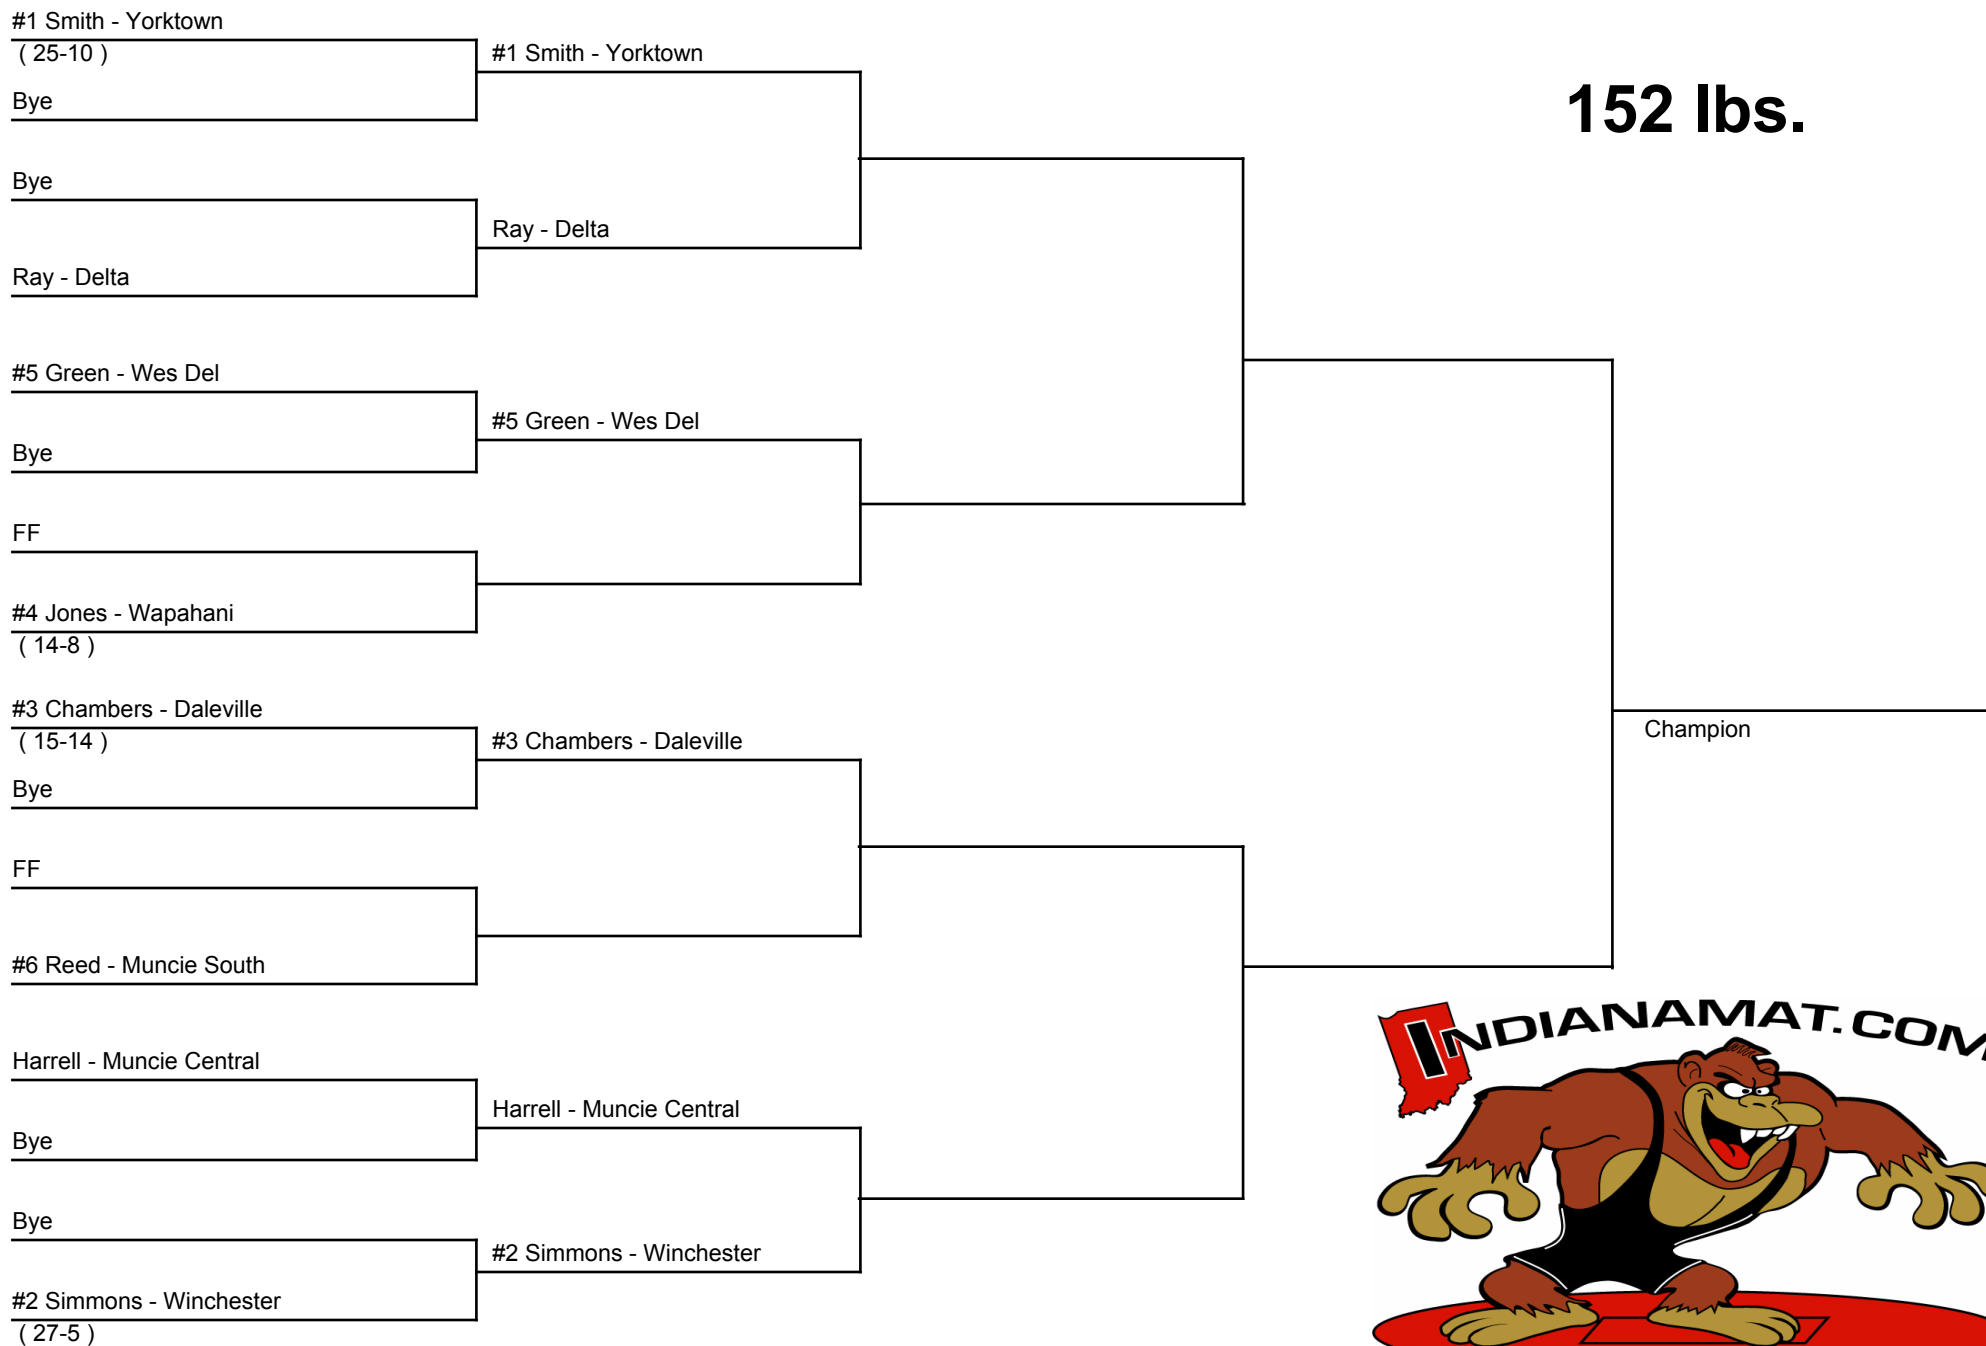 #1 Smith - Yorktown
( 25-10 )
#1 Smith - Yorktown
Bye
152 lbs.
Bye
Ray - Delta
Ray - Delta
#5 Green - Wes Del
#5 Green - Wes Del
Bye
FF
#4 Jones - Wapahani
( 14-8 )
#3 Chambers - Daleville
( 15-14 )
#3 Chambers - Daleville
Champion
Bye
FF
#6 Reed - Muncie South
INDIANAMAT.COM
Harrell - Muncie Central
Harrell - Muncie Central
Bye
Bye
#2 Simmons - Winchester
#2 Simmons - Winchester
( 27-5 )